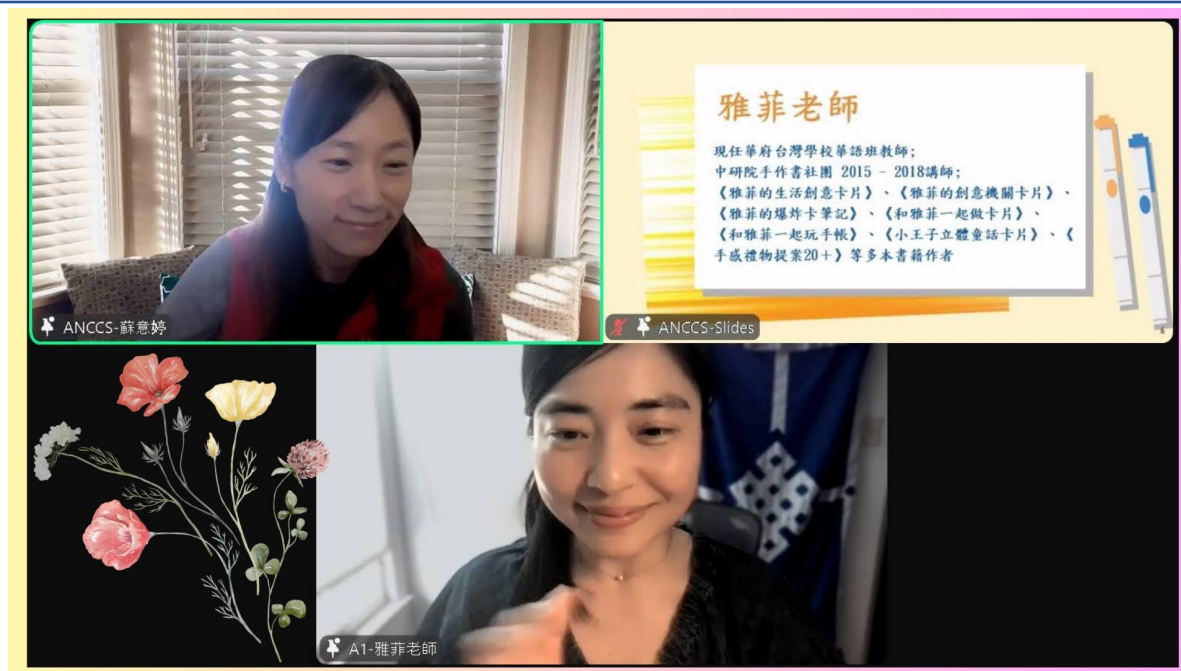 雅菲老師
現任華府台灣學校華語班教師；
中研院手作書社團 2015 - 2018講師；
《雅菲的生活創意卡片》、《雅菲的創意機關卡片》、
《雅菲的爆炸卡筆記》、《和雅菲一起做卡片》、
《和雅菲一起玩手帳》、《小王子立體童話卡片》、《
手感禮物提案20＋》等多本書籍作者
6
ANCCS-蘇意婷
ANCCS-Slides
A1-雅菲老師